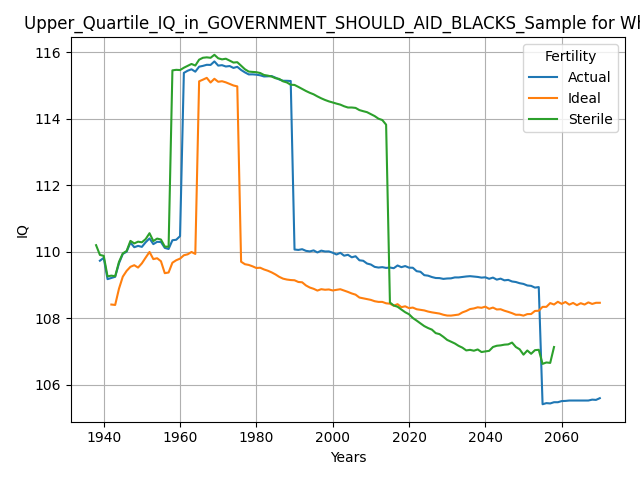 Upper_Quartile_IQ_in_GOVERNMENT_SHOULD_AID_BLACKS_Sample for Wh
116
114
112
110
108
106
IQ
1940
1960
1980
2000
2020
2040
2060
Years
Fertility
Actual
Ideal
Sterile